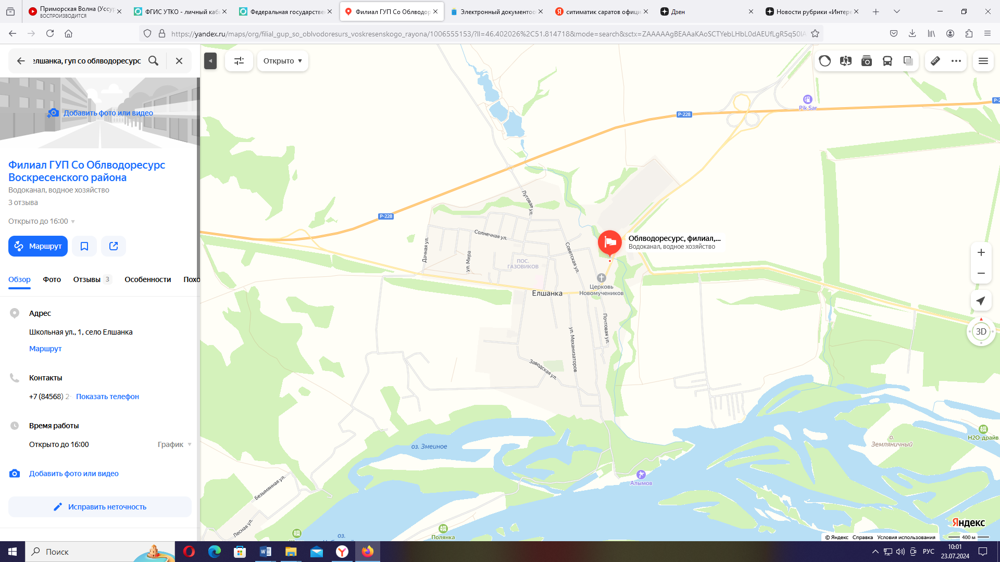 Приморская Волна (Уссу
ВОСПРОИЗВОДИТСЯ
ФГИС УТКО - личный каб
Федеральная государстве
Филиал ГУП Со Облводор
Электронный документоо
ситиматик саратов офиц
Дзен
Новости рубрики «Интере
https://yandex.ru/maps/org/filial_gup_so_oblvodoresurs_voskresenskogo_rayona/1006555153/?ll=46.402026%2C51.814718&mode=search&sctx=ZAAAAAgBEAAaKAoSCTYebLHbL0dAEUfLgR5q50lA
елшанка, гуп со облводоресурс
Открыто
Добавить фото или видео
Филиал ГУП Со Облводоресурс
Воскресенского района
Водоканал, водное хозяйство
3 отзыва
Открыто до 16:00
Маршрут
Обзор
Фото
Отзывы 3
Особенности
Похо
Адрес
Школьная ул., 1, село Елшанка
Маршрут
Контакты
+7 (84568) 2-
Показать телефон
Время работы
Открыто до 16:00
График
Добавить фото или видео
Исправить неточность
Pik Sar
Р-228
Р-2
Р-228
Луговая ул.
Солнечная ул.
Дачная ул.
ул. Мира
Советская ул.
ПОС.
ГАЗОВИКОВ
Облводоресурс, филиал,...
Водоканал, водное хозяйство
Церковь
Новомучеников
Елшанка
Почтовая ул.
ул. Механизаторов
Заводская ул.
3D
оз. Змеиное
о.
Земляничный
Н2О-драйв
Алымов
Безымянная ул.
Лесная ул.
Полянка
оз.
Яндекс
© Яндекс
Справка
Условия использования
400 м
Поиск
РУС
10:01
23.07.2024